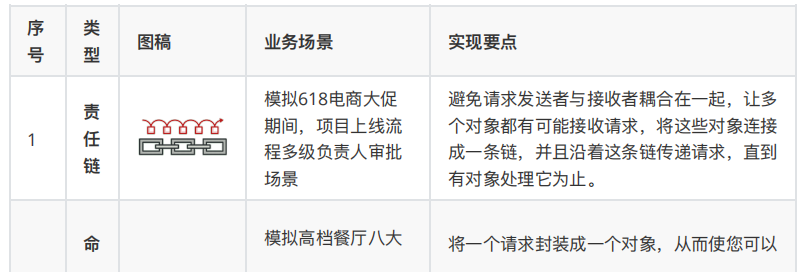 序号
类型
图稿
业务场景
实现要点
1
责任链
模拟618电商大促
期间，项目上线流
程多级负责人审批
场景
避免请求发送者与接收者耦合在一起，让多
个对象都有可能接收请求，将这些对象连接
成一条链，并且沿着这条链传递请求，直到
有对象处理它为止。
命
模拟高档餐厅八大
将一个请求封装成一个对象，从而使您可以